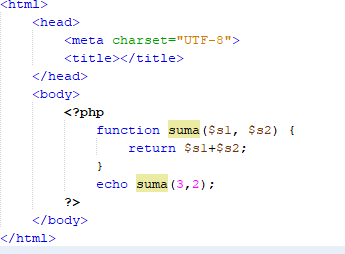 <html>
<head>
<meta charset="UTF-8">
<title></title>
</head>
<body>
<?php
function suma($s1, $s2) {
return $s1+$s2;
}
echo suma(3,2);
?>
</body>
</html>